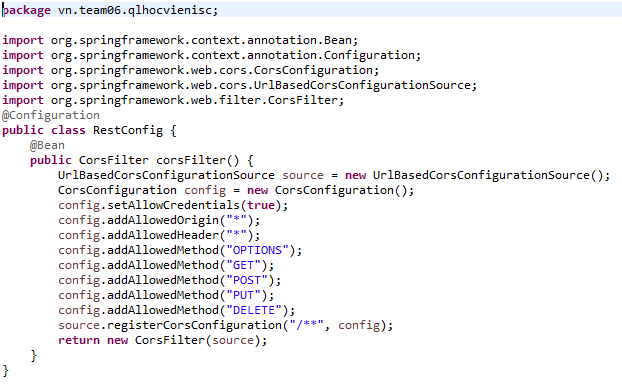 package vn.team06.qlhocvienisc;

import org.springframework.context.annotation.Bean;
import org.springframework.context.annotation.Configuration;
import org.springframework.web.cors.CorsConfiguration;
import org.springframework.web.cors.UrlBasedCorsConfigurationSource;
import org.springframework.web.filter.CorsFilter;
@Configuration
public class RestConfig {
    @Bean
    public CorsFilter corsFilter() {
        UrlBasedCorsConfigurationSource source = new UrlBasedCorsConfigurationSource();
        CorsConfiguration config = new CorsConfiguration();
        config.setAllowCredentials(true);
        config.addAllowedOrigin("*");
        config.addAllowedHeader("*");
        config.addAllowedMethod("OPTIONS");
        config.addAllowedMethod("GET");
        config.addAllowedMethod("POST");
        config.addAllowedMethod("PUT");
        config.addAllowedMethod("DELETE");
        source.registerCorsConfiguration("/**", config);
        return new CorsFilter(source);
    }
}